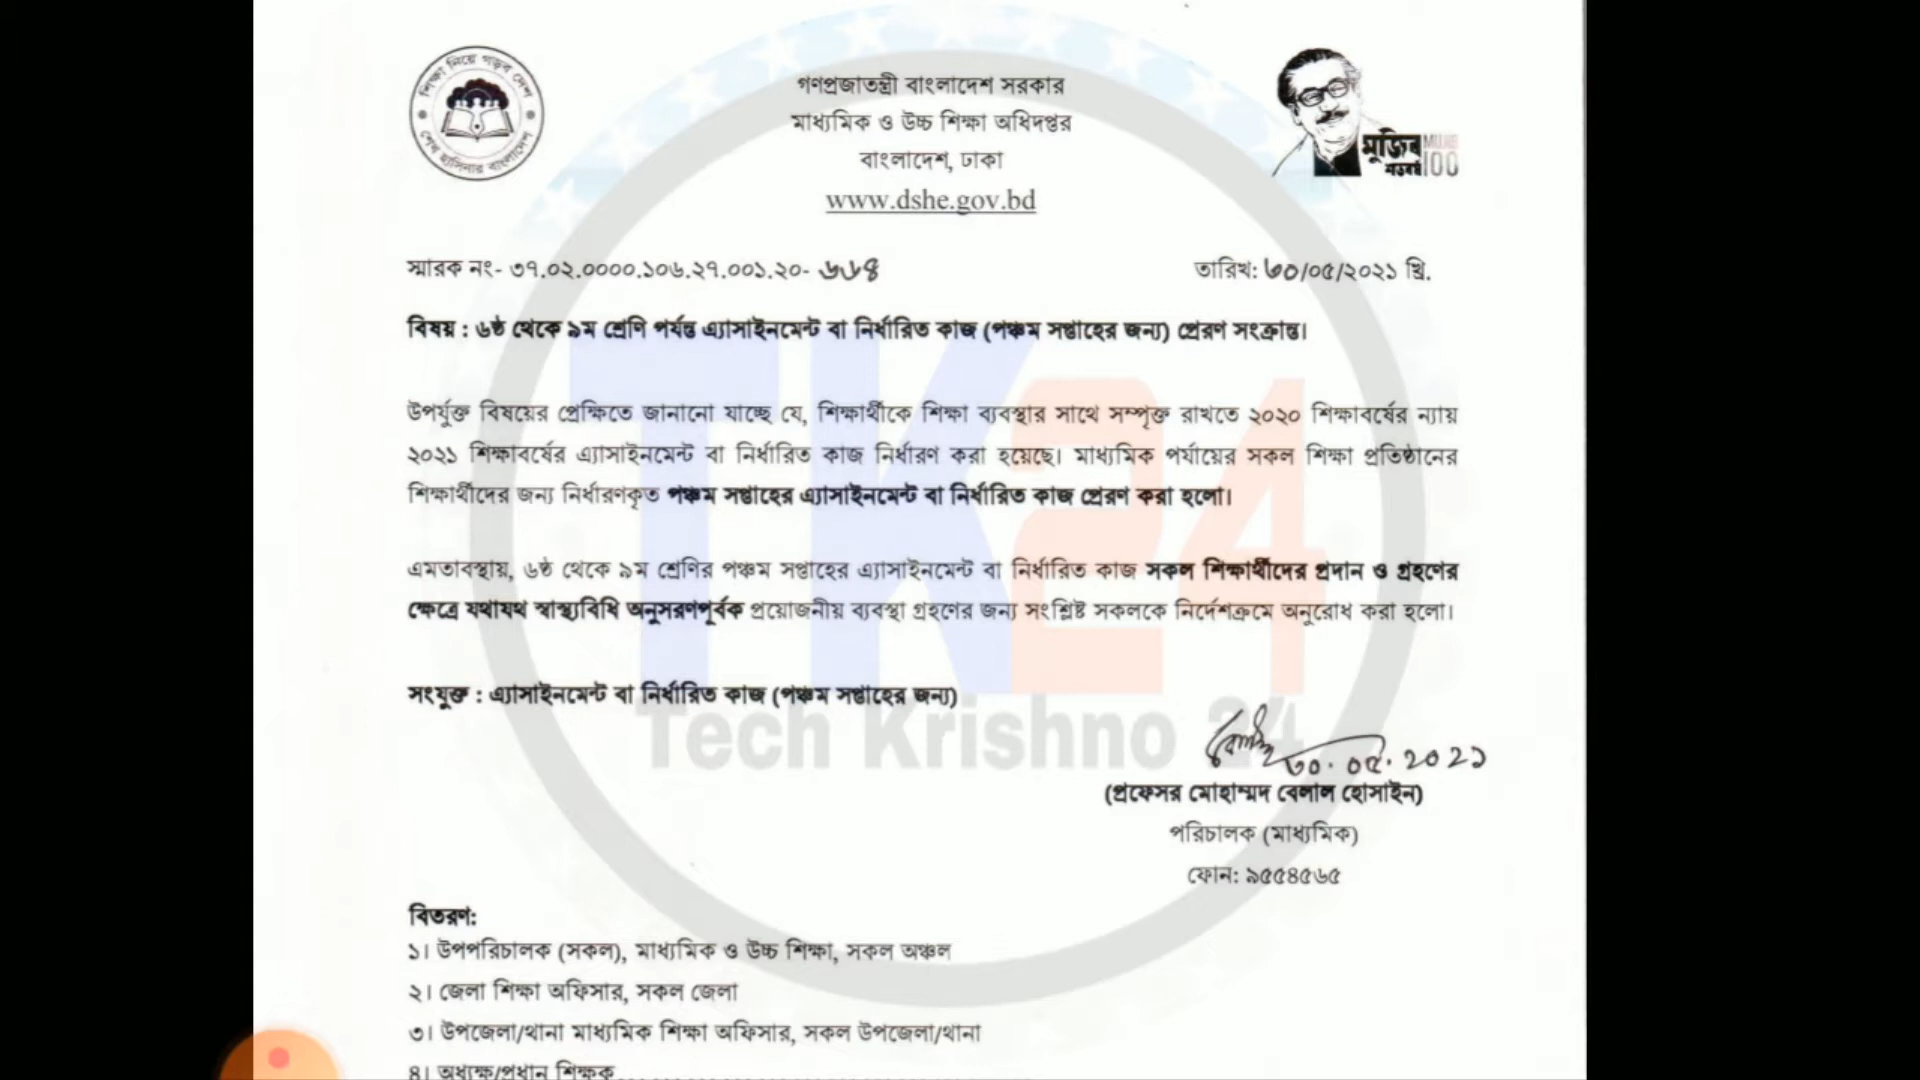 শিক্ষা নিয়ে গড়ব দেশ
শেখ হাসিনার বাংলাদেশ
গণপ্রজাতন্ত্রী বাংলাদেশ সরকার
মাধ্যমিক ও উচ্চ শিক্ষা অধিদপ্তর
বাংলাদেশ, ঢাকা
www.dshe.gov.bd
মুজিব MUJIB
শতবর্ষ 100
স্মারক নং- ৩৭.০২.০০০০.১০৬.২৭.০০১.২০- ৬৬৪
তারিখ: ৩০/০৫/২০২১ খ্রি.
বিষয় : ৬ষ্ঠ থেকে ৯ম শ্রেণি পর্যন্ত এ্যাসাইনমেন্ট বা নির্ধারিত কাজ (পঞ্চম সপ্তাহের জন্য) প্রেরণ সংক্রান্ত।
উপর্যুক্ত বিষয়ের প্রেক্ষিতে জানানো যাচ্ছে যে, শিক্ষার্থীকে শিক্ষা ব্যবস্থার সাথে সম্পৃক্ত রাখতে ২০২০ শিক্ষাবর্ষের ন্যায়
২০২১ শিক্ষাবর্ষের এ্যাসাইনমেন্ট বা নির্ধারিত কাজ নির্ধারণ করা হয়েছে। মাধ্যমিক পর্যায়ের সকল শিক্ষা প্রতিষ্ঠানের
শিক্ষার্থীদের জন্য নির্ধারণকৃত পঞ্চম সপ্তাহের এ্যাসাইনমেন্ট বা নির্ধারিত কাজ প্রেরণ করা হলো।
এমতাবস্থায়, ৬ষ্ঠ থেকে ৯ম শ্রেণির পঞ্চম সপ্তাহের এ্যাসাইনমেন্ট বা নির্ধারিত কাজ সকল শিক্ষার্থীদের প্রদান ও গ্রহণের
ক্ষেত্রে যথাযথ স্বাস্থ্যবিধি অনুসরণপূর্বক প্রয়োজনীয় ব্যবস্থা গ্রহণের জন্য সংশ্লিষ্ট সকলকে নির্দেশক্রমে অনুরোধ করা হলো।
সংযুক্ত : এ্যাসাইনমেন্ট বা নির্ধারিত কাজ (পঞ্চম সপ্তাহের জন্য)
TK24
Tech Krishno 24
৩০.০৫.২০২১
(প্রফেসর মোহাম্মদ বেলাল হোসাইন)
পরিচালক (মাধ্যমিক)
ফোন: ৯৫৫৪৫৬৫
বিতরণ:
১। উপপরিচালক (সকল), মাধ্যমিক ও উচ্চ শিক্ষা, সকল অঞ্চল
২। জেলা শিক্ষা অফিসার, সকল জেলা
৩। উপজেলা/থানা মাধ্যমিক শিক্ষা অফিসার, সকল উপজেলা/থানা
৪। অধ্যক্ষ/প্রধান শিক্ষক